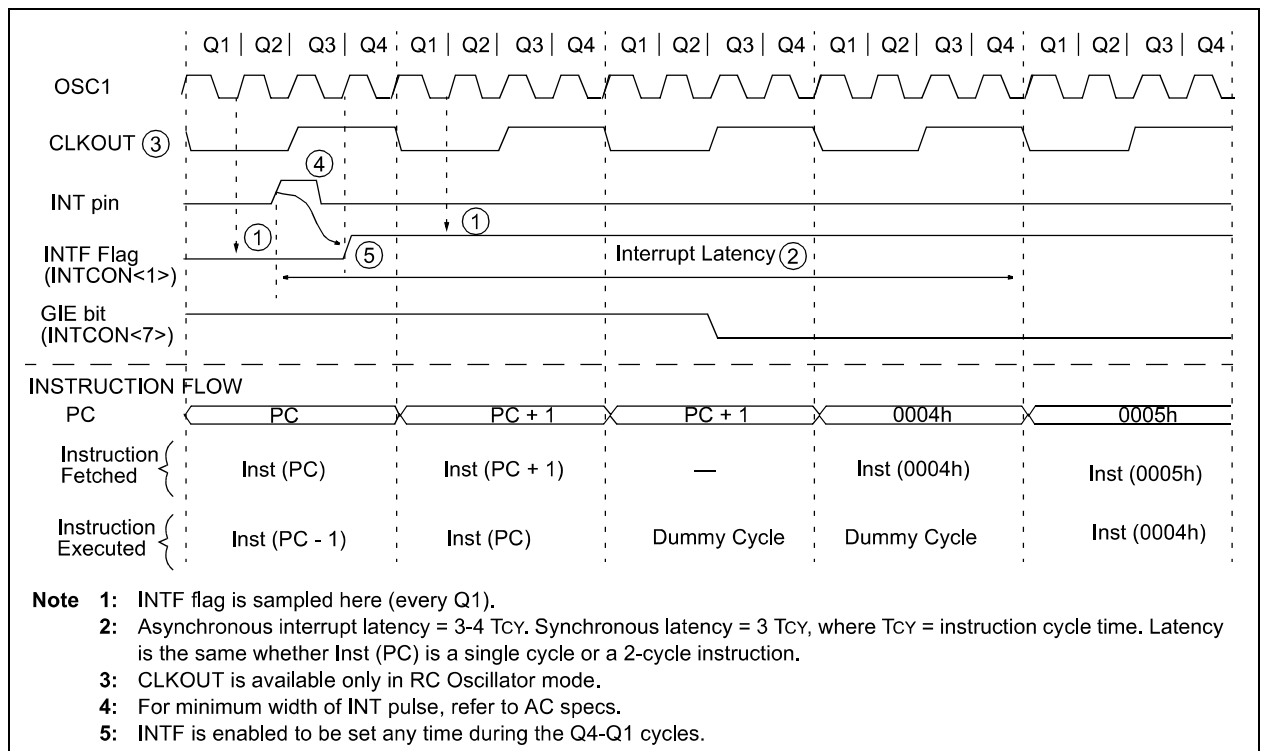 Q1 | Q2 | Q3 | Q4 Q1 | Q2 | Q3 | Q4 Q1 | Q2 | Q3 | Q4 Q1 | Q2 | Q3 | Q4 Q1 | Q2 | Q3 | Q4
OSC1
CLKOUT ③
④
INT pin
① ①
INTF Flag
(INTCON<1>)
⑤ Interrupt Latency ②
GIE bit
(INTCON<7>)
INSTRUCTION FLOW
PC PC PC + 1 PC + 1 0004h 0005h
Instruction
Fetched
Inst (PC) Inst (PC + 1) — Inst (0004h) Inst (0005h)
Instruction
Executed
Inst (PC - 1) Inst (PC) Dummy Cycle Dummy Cycle Inst (0004h)
Note 1: INTF flag is sampled here (every Q1).
2: Asynchronous interrupt latency = 3-4 TCY. Synchronous latency = 3 TCY, where TCY = instruction cycle time. Latency
is the same whether Inst (PC) is a single cycle or a 2-cycle instruction.
3: CLKOUT is available only in RC Oscillator mode.
4: For minimum width of INT pulse, refer to AC specs.
5: INTF is enabled to be set any time during the Q4-Q1 cycles.